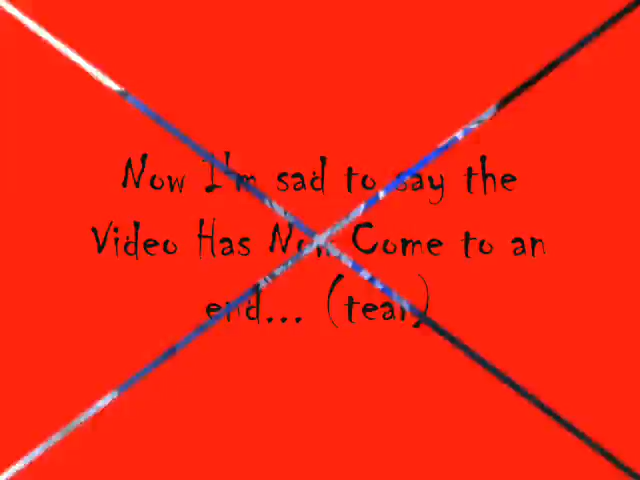 Now I'm sad to say the
Video Has Now Come to an
end... (tear)